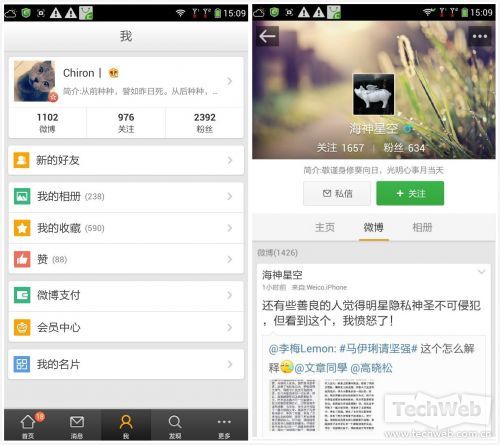 15:09
我
Chiron
简介:从前种种，譬如昨日死。从后种种，...
1102 976 2392
微博 关注 粉丝
新的好友
我的相册 (238)
我的收藏 (590)
赞 (88)
微博支付
会员中心
我的名片
18
首页 消息 我 发现 更多
15:09
海神星空
关注 1657 | 粉丝 634
简介:敬谨身修葵向日，光明心事月当天
私信 + 关注
主页 微博 相册
微博(1426)
海神星空
1小时前 来自:Weico.iPhone
还有些善良的人觉得明星隐私神圣不可侵犯
，但看到这个，我愤怒了！
@李梅Lemon: #马伊琍请坚强# 这个怎么解
释@文章同學 @高晓松
TechWeb
www.techweb.com.cn